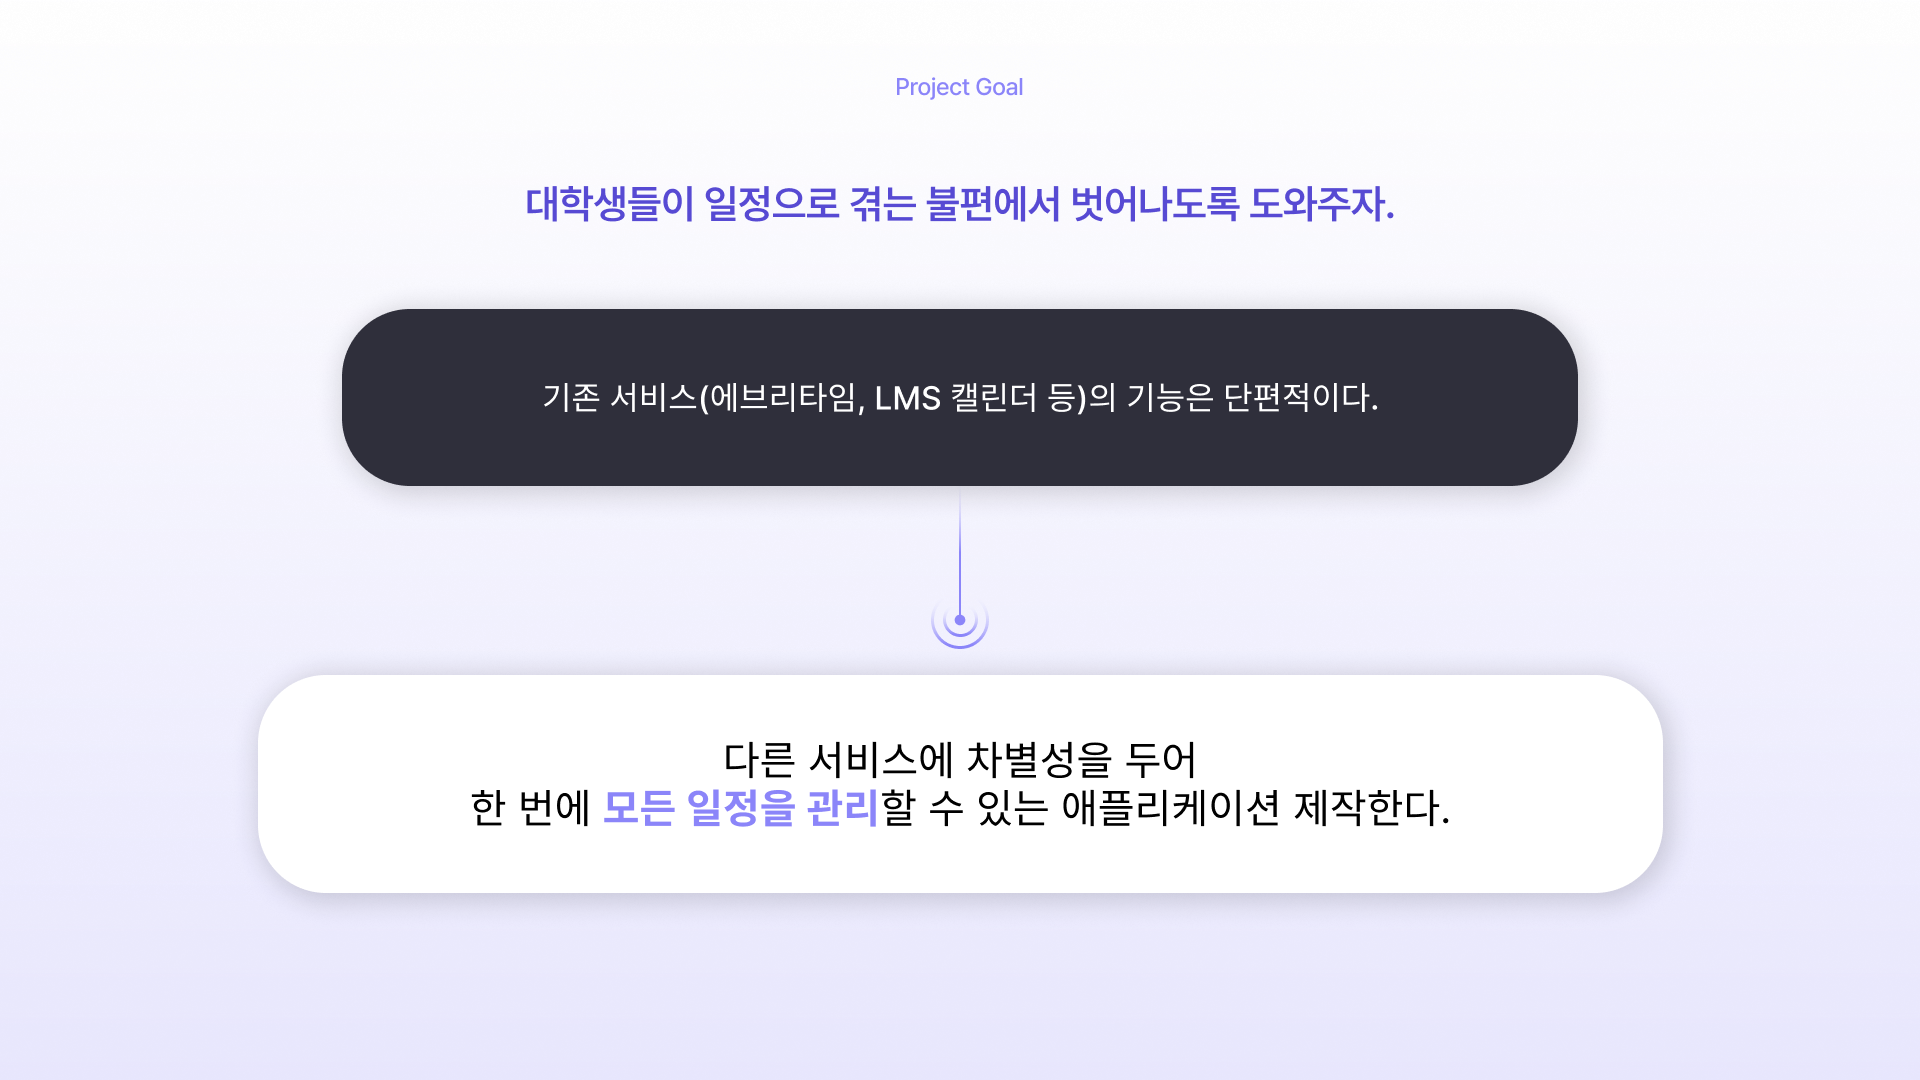 Project Goal
대학생들이 일정으로 겪는 불편에서 벗어나도록 도와주자.
기존 서비스(에브리타임, LMS 캘린더 등)의 기능은 단편적이다.
다른 서비스에 차별성을 두어
한 번에 모든 일정을 관리할 수 있는 애플리케이션 제작한다.